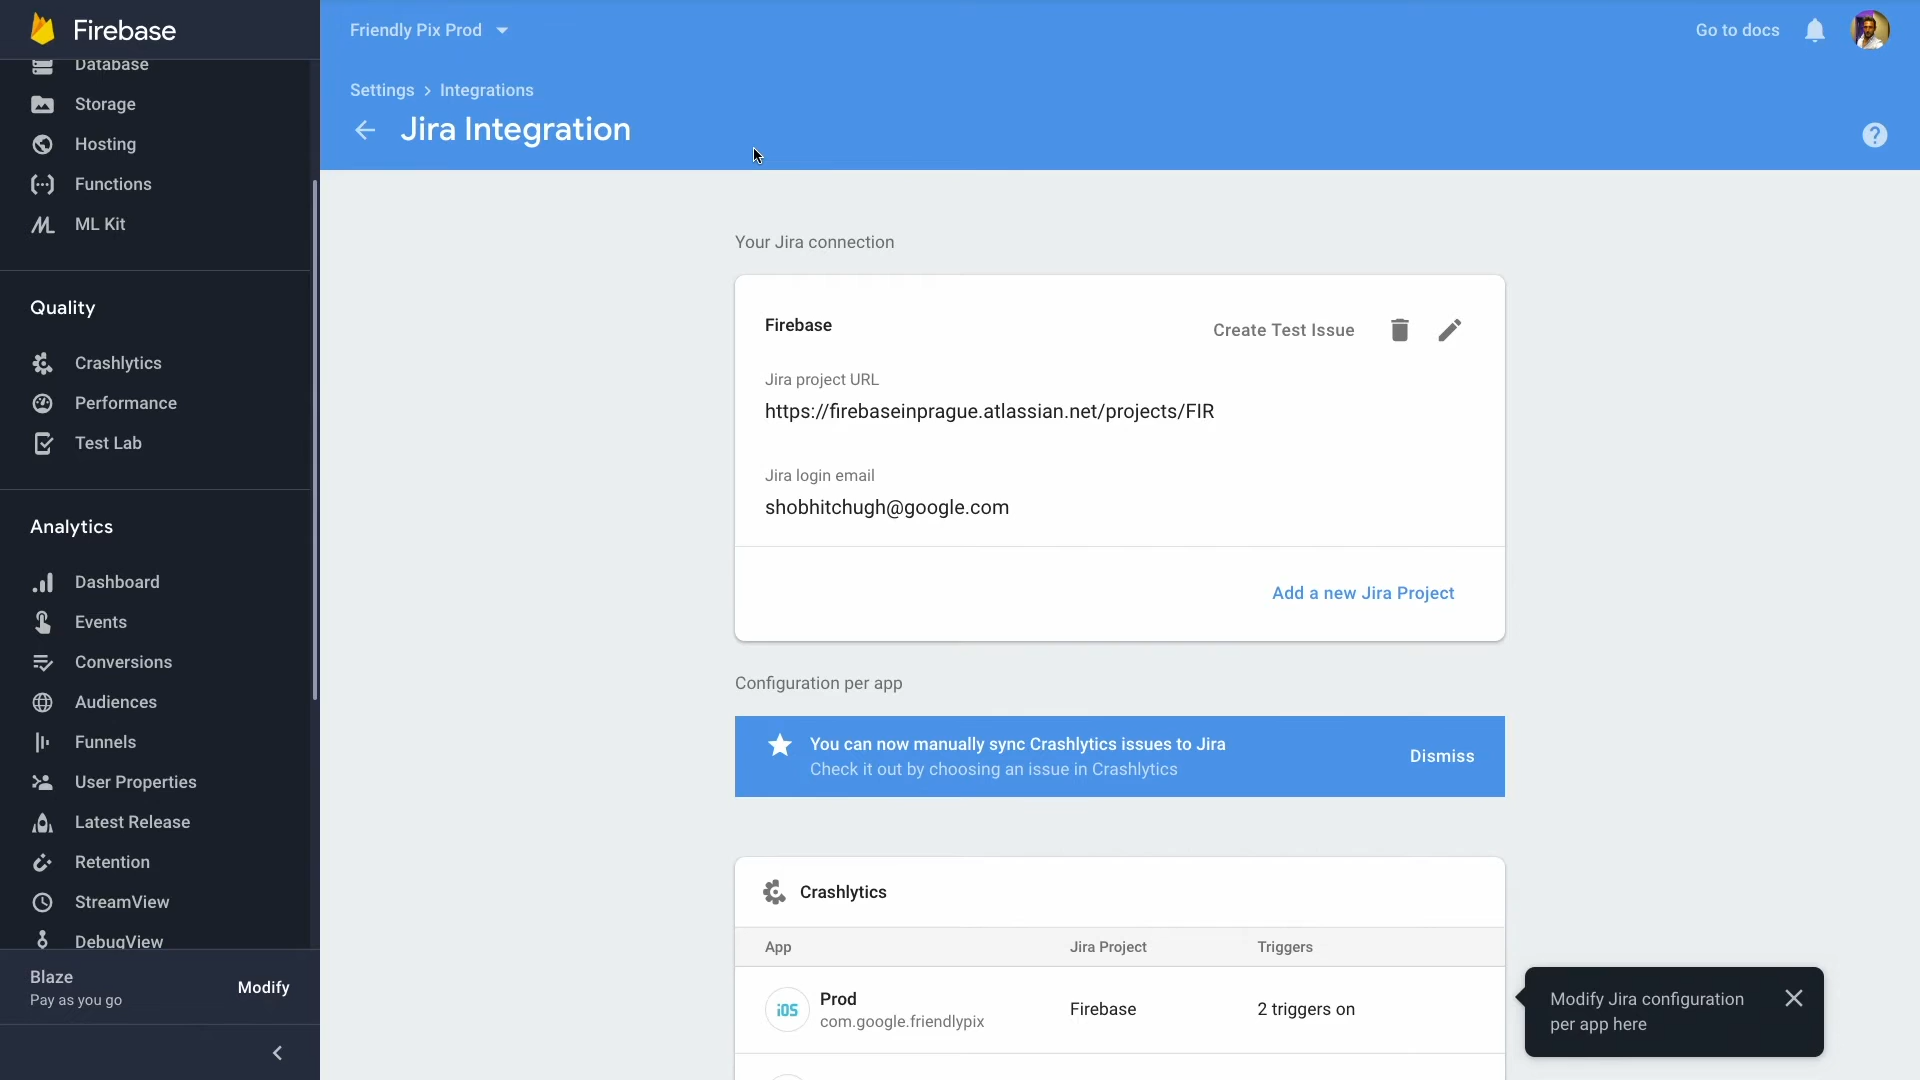 Firebase
Database
Storage
Hosting
Functions
ML Kit
Quality
Crashlytics
Performance
Test Lab
Analytics
Dashboard
Events
Conversions
Audiences
Funnels
User Properties
Latest Release
Retention
StreamView
DebugView
Blaze
Pay as you go
Modify
Friendly Pix Prod
Go to docs
Settings > Integrations
Jira Integration
?
Your Jira connection
Firebase
Create Test Issue
Jira project URL
https://firebaseinprague.atlassian.net/projects/FIR
Jira login email
shobhitchugh@google.com
Add a new Jira Project
Configuration per app
You can now manually sync Crashlytics issues to Jira
Check it out by choosing an issue in Crashlytics
Dismiss
Crashlytics
App Jira Project Triggers
iOS
Prod
com.google.friendlypix
Firebase
2 triggers on
Modify Jira configuration
per app here